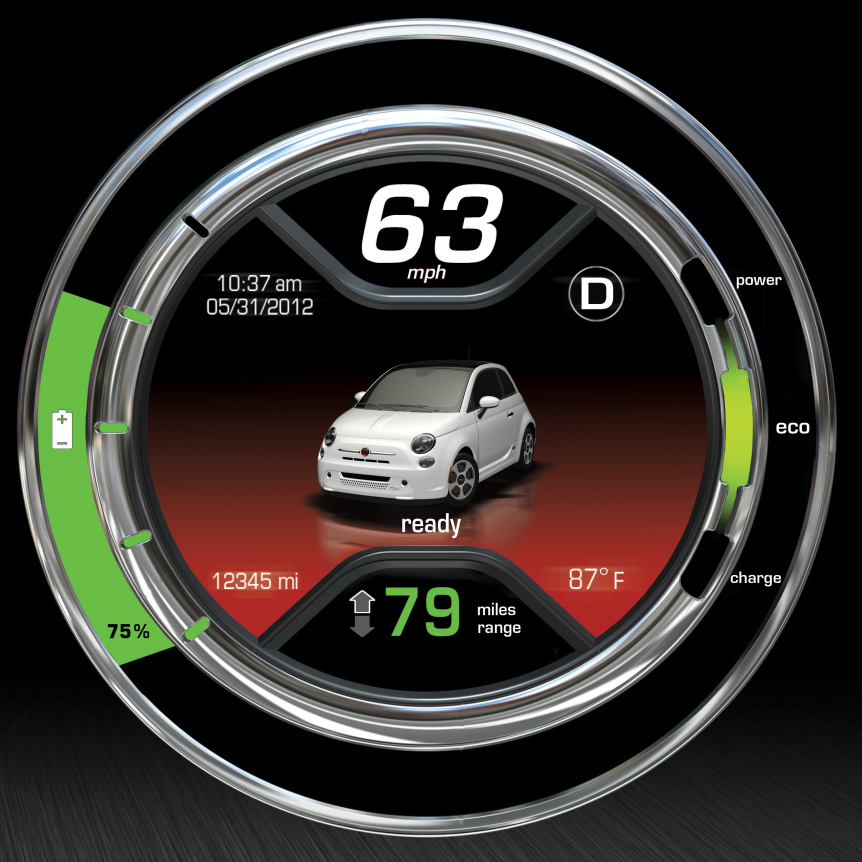 63
mph
10:37 am
05/31/2012
D
power
eco
ready
12345 mi
87° F
charge
79
miles
range
75%